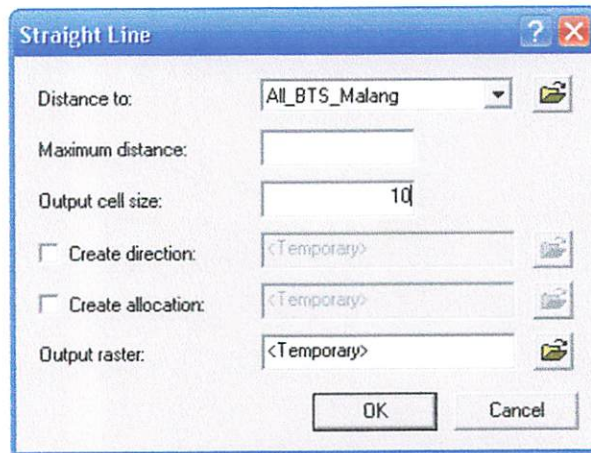 Straight Line
Distance to: All_BTS_Malang
Maximum distance:
Output cell size: 10
Create direction: <Temporary>
Create allocation: <Temporary>
Output raster: <Temporary>
OK Cancel